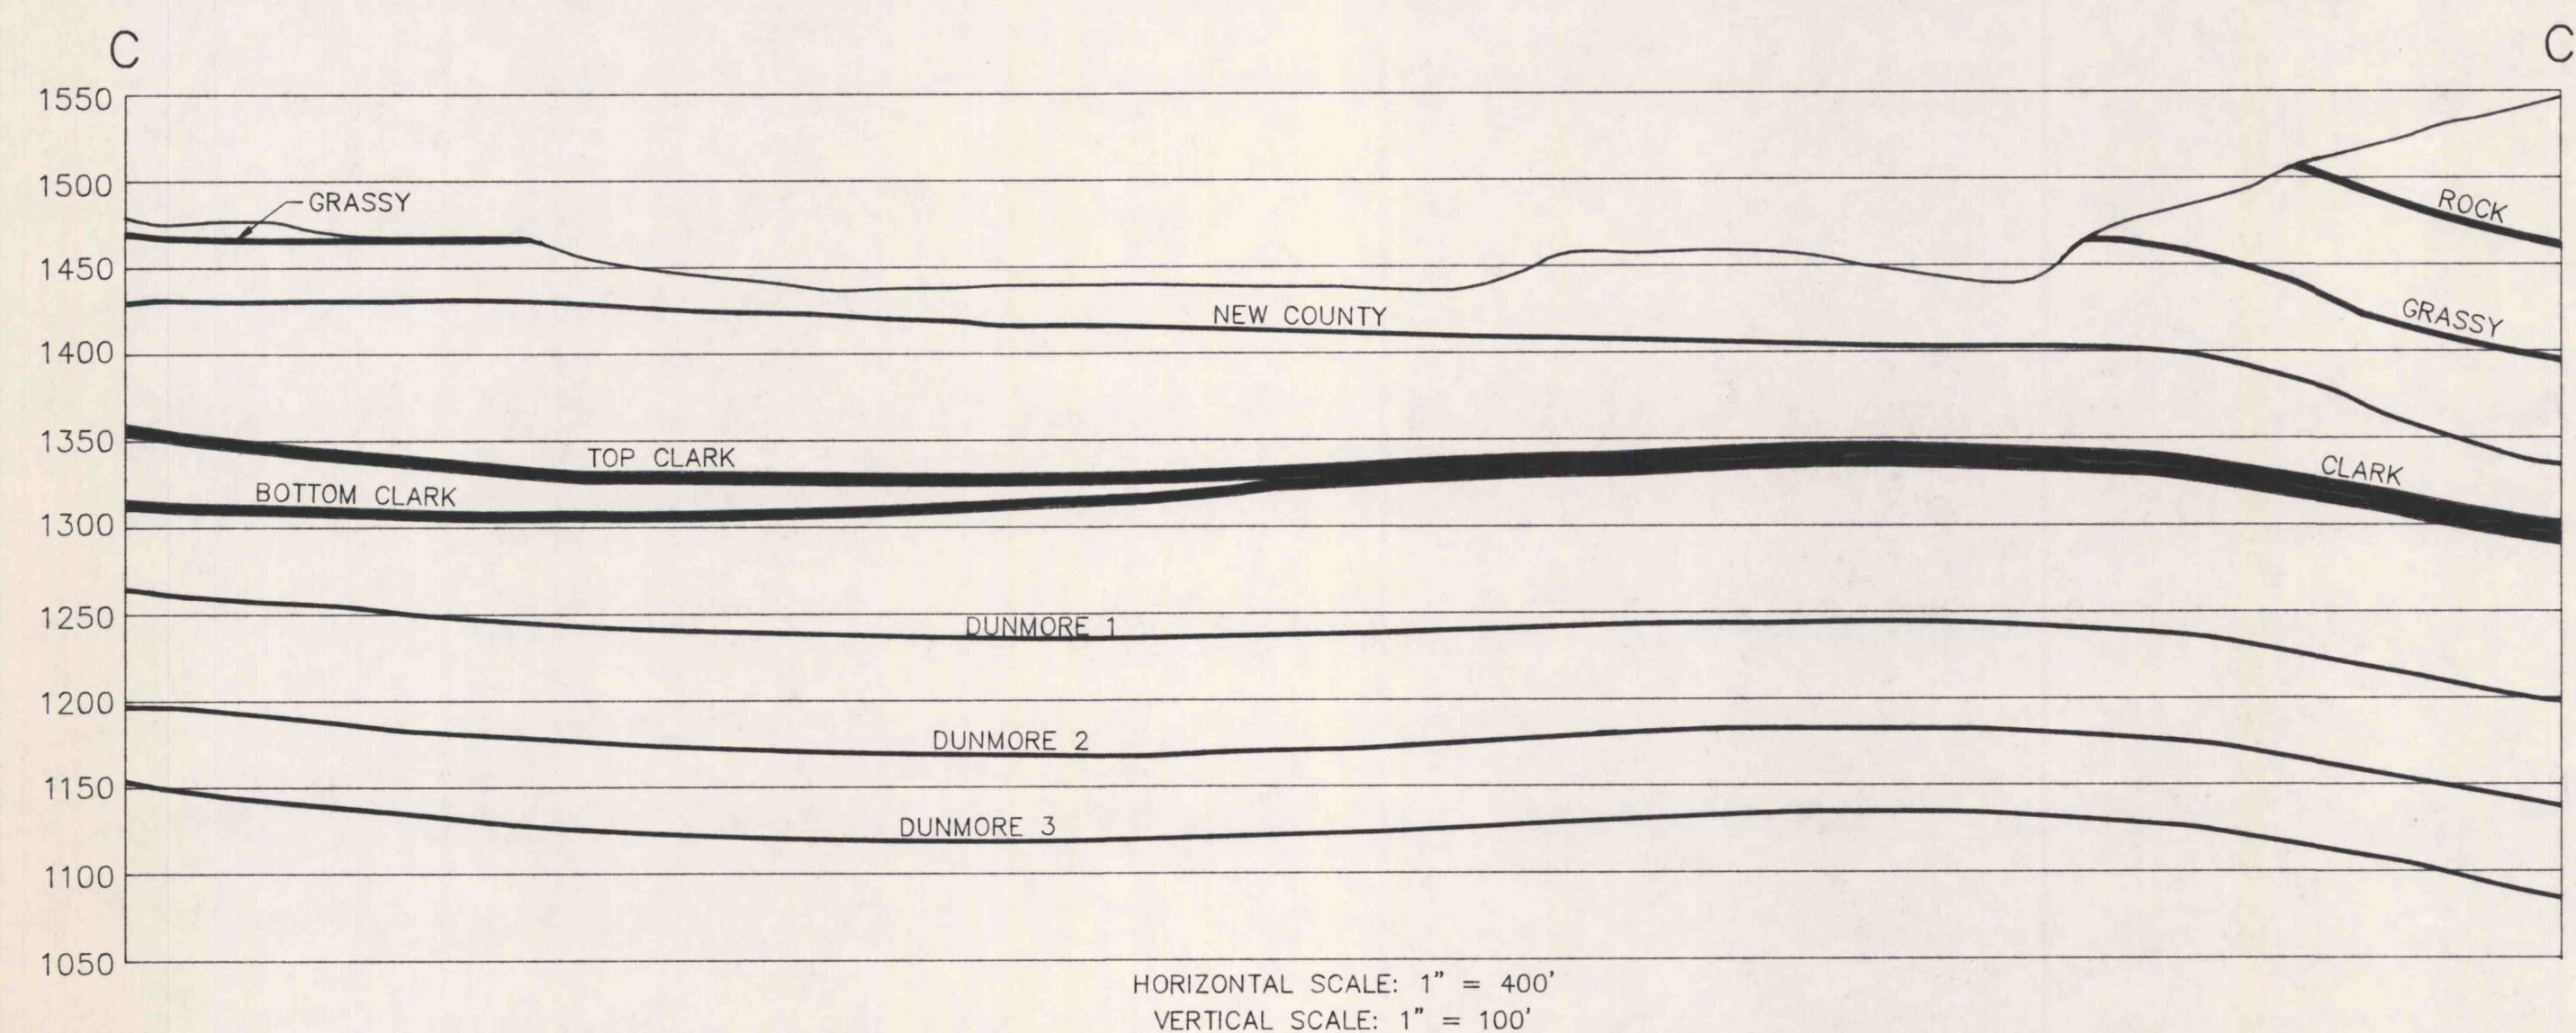 C
C
1550
1500
1450
1400
1350
1300
1250
1200
1150
1100
1050
GRASSY
ROCK
GRASSY
NEW COUNTY
TOP CLARK
CLARK
BOTTOM CLARK
DUNMORE 1
DUNMORE 2
DUNMORE 3
HORIZONTAL SCALE: 1" = 400'
VERTICAL SCALE: 1" = 100'